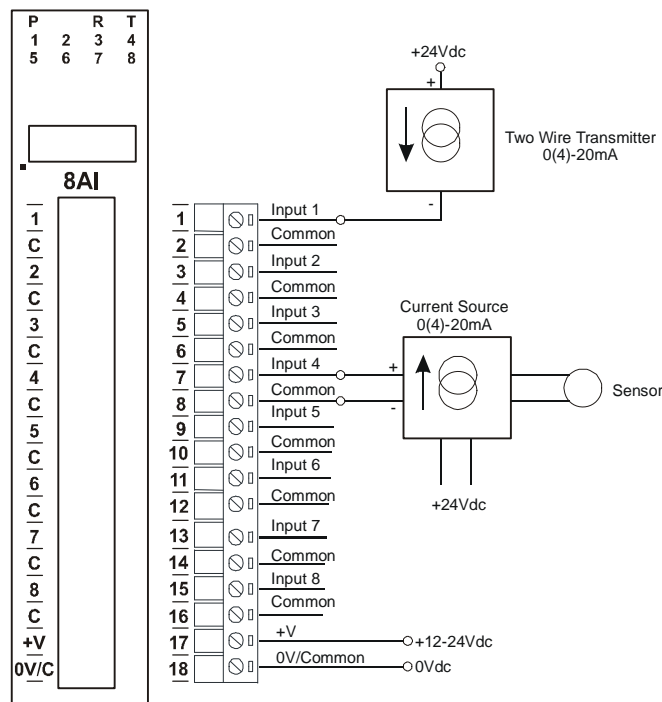 P R T
1 2 3 4
5 6 7 8
8AI
1
C
2
C
3
C
4
C
5
C
6
C
7
C
8
C
+V
0V/C
+24Vdc
+
Two Wire Transmitter
0(4)-20mA
-
1 Input 1
2 Common
3 Input 2
4 Common
5 Input 3
6 Common
7 Input 4
8 Common
9 Input 5
10 Common
11 Input 6
12 Common
13 Input 7
14 Common
15 Input 8
16 Common
17 +V +12-24Vdc
18 0V/Common 0Vdc
Current Source
0(4)-20mA
+
-
Sensor
+24Vdc